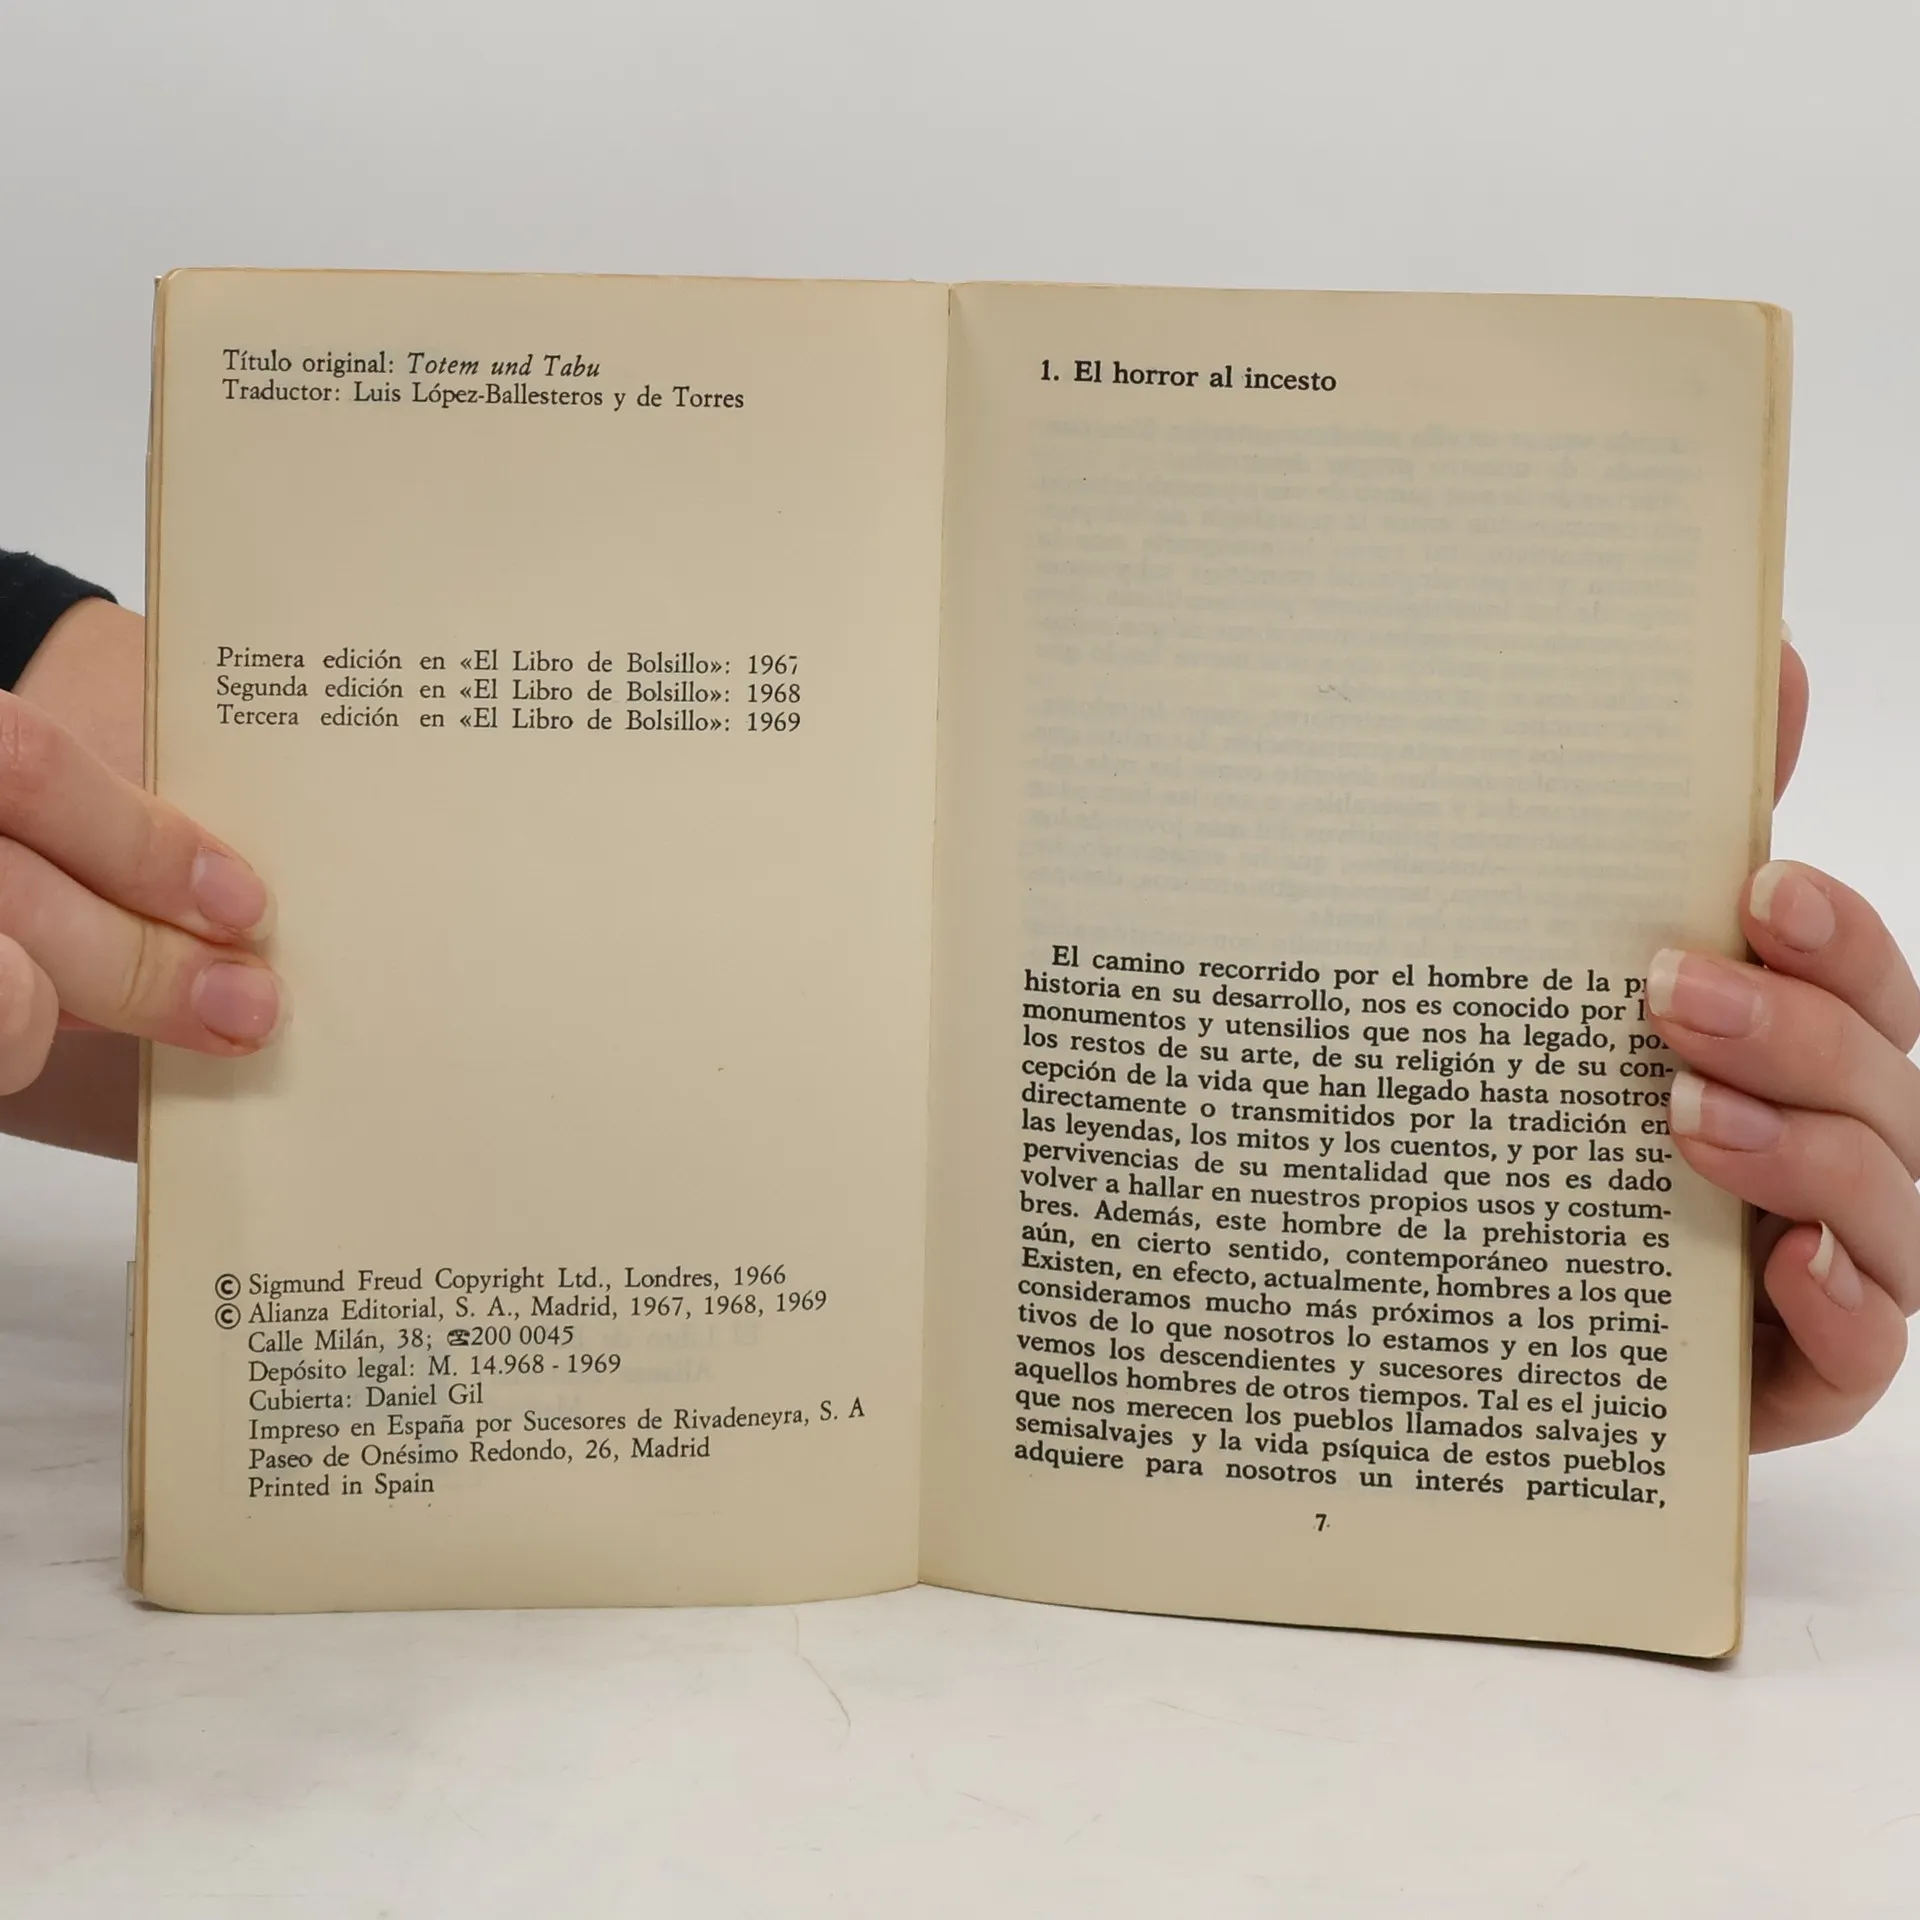 Título original: Totem und Tabu
Traductor: Luis López-Ballesteros y de Torres
Primera edición en «El Libro de Bolsillo»: 1967
Segunda edición en «El Libro de Bolsillo»: 1968
Tercera edición en «El Libro de Bolsillo»: 1969
© Sigmund Freud Copyright Ltd., Londres, 1966
© Alianza Editorial, S. A., Madrid, 1967, 1968, 1969
Calle Milán, 38; ☎200 0045
Depósito legal: M. 14.968 - 1969
Cubierta: Daniel Gil
Impreso en España por Sucesores de Rivadeneyra, S. A
Paseo de Onésimo Redondo, 26, Madrid
Printed in Spain
1. El horror al incesto
El camino recorrido por el hombre de la
historia en su desarrollo, nos es conocido por
monumentos y utensilios que nos ha legado, por
los restos de su arte, de su religión y de su con-
cepción de la vida que han llegado hasta nosotros
directamente o transmitidos por la tradición en
las leyendas, los mitos y los cuentos, y por las su-
pervivencias de su mentalidad que nos es dado
volver a hallar en nuestros propios usos y costum-
bres. Además, este hombre de la prehistoria es
aún, en cierto sentido, contemporáneo nuestro.
Existen, en efecto, actualmente, hombres a los que
consideramos mucho más próximos a los primi-
tivos de lo que nosotros lo estamos y en los que
vemos los descendientes y sucesores directos de
aquellos hombres de otros tiempos. Tal es el juicio
que nos merecen los pueblos llamados salvajes y
semisalvajes y la vida psíquica de estos pueblos
adquiere para nosotros un interés particular,
7